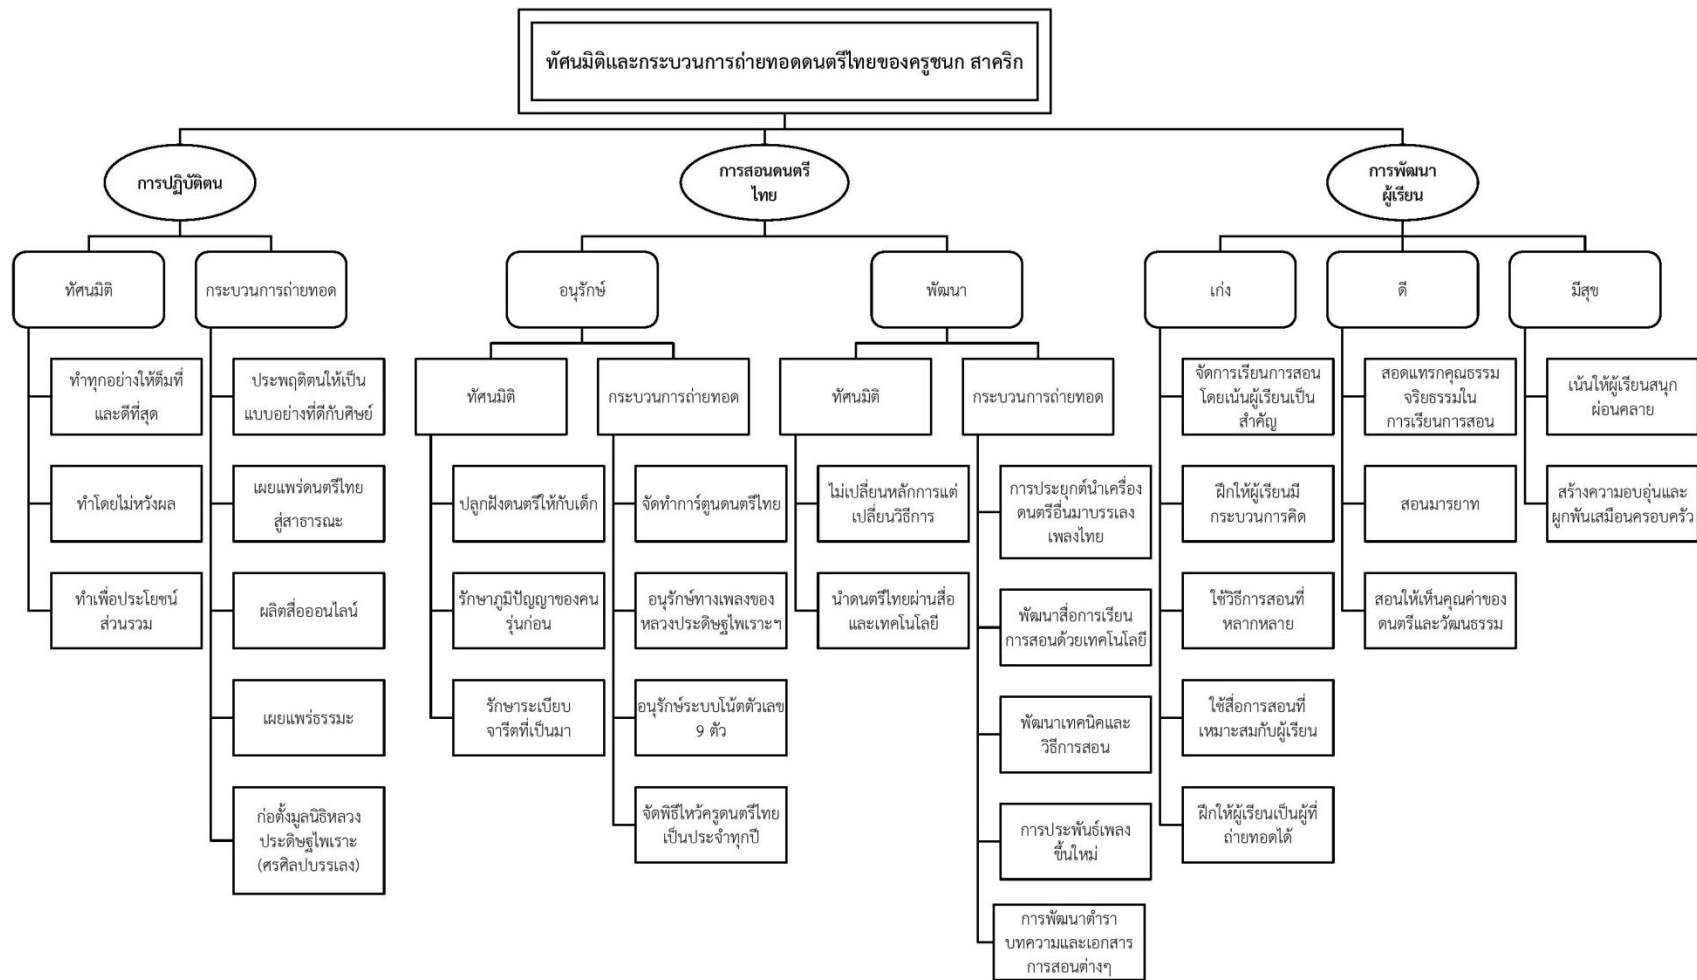 ทัศนมิติและกระบวนการถ่ายทอดดนตรีไทยของครูชนก สาคริก
การปฏิบัติตน
การสอนดนตรี
ไทย
การพัฒนา
ผู้เรียน
ทัศนมิติ
กระบวนการถ่ายทอด
อนุรักษ์
พัฒนา
เก่ง
ดี
มีสุข
ทำทุกอย่างให้ต็มที่
และดีที่สุด
ทำโดยไม่หวังผล
ทำเพื่อประโยชน์
ส่วนรวม
ประพฤติตนให้เป็น
แบบอย่างที่ดีกับศิษย์
เผยแพร่ดนตรีไทย
สู่สาธารณะ
ผลิตสื่อออนไลน์
เผยแพร่ธรรมะ
ก่อตั้งมูลนิธิหลวง
ประดิษฐไพเราะ
(ศรศิลปบรรเลง)
ทัศนมิติ
ปลูกฝังดนตรีให้กับเด็ก
รักษาภูมิปัญญาของคน
รุ่นก่อน
รักษาระเบียบ
จารีตที่เป็นมา
กระบวนการถ่ายทอด
จัดทำการ์ตูนดนตรีไทย
อนุรักษ์ทางเพลงของ
หลวงประดิษฐไพเราะฯ
อนุรักษ์ระบบโน้ตตัวเลข
9 ตัว
จัดพิธีไหว้ครูดนตรีไทย
เป็นประจำทุกปี
ทัศนมิติ
ไม่เปลี่ยนหลักการแต่
เปลี่ยนวิธีการ
นำดนตรีไทยผ่านสื่อ
และเทคโนโลยี
กระบวนการถ่ายทอด
การประยุกต์นำเครื่อง
ดนตรีอื่นมาบรรเลง
เพลงไทย
พัฒนาสื่อการเรียน
การสอนด้วยเทคโนโลยี
พัฒนาเทคนิคและ
วิธีการสอน
การประพันธ์เพลง
ขึ้นใหม่
การพัฒนาตำรา
บทความและเอกสาร
การสอนต่างๆ
จัดการเรียนการสอน
โดยเน้นผู้เรียนเป็น
สำคัญ
ฝึกให้ผู้เรียนมี
กระบวนการคิด
ใช้วิธีการสอนที่
หลากหลาย
ใช้สื่อการสอนที่
เหมาะสมกับผู้เรียน
ฝึกให้ผู้เรียนเป็นผู้ที่
ถ่ายทอดได้
สอดแทรกคุณธรรม
จริยธรรมใน
การเรียนการสอน
สอนมารยาท
สอนให้เห็นคุณค่าของ
ดนตรีและวัฒนธรรม
เน้นให้ผู้เรียนสนุก
ผ่อนคลาย
สร้างความอบอุ่นและ
ผูกพันเสมือนครอบครัว